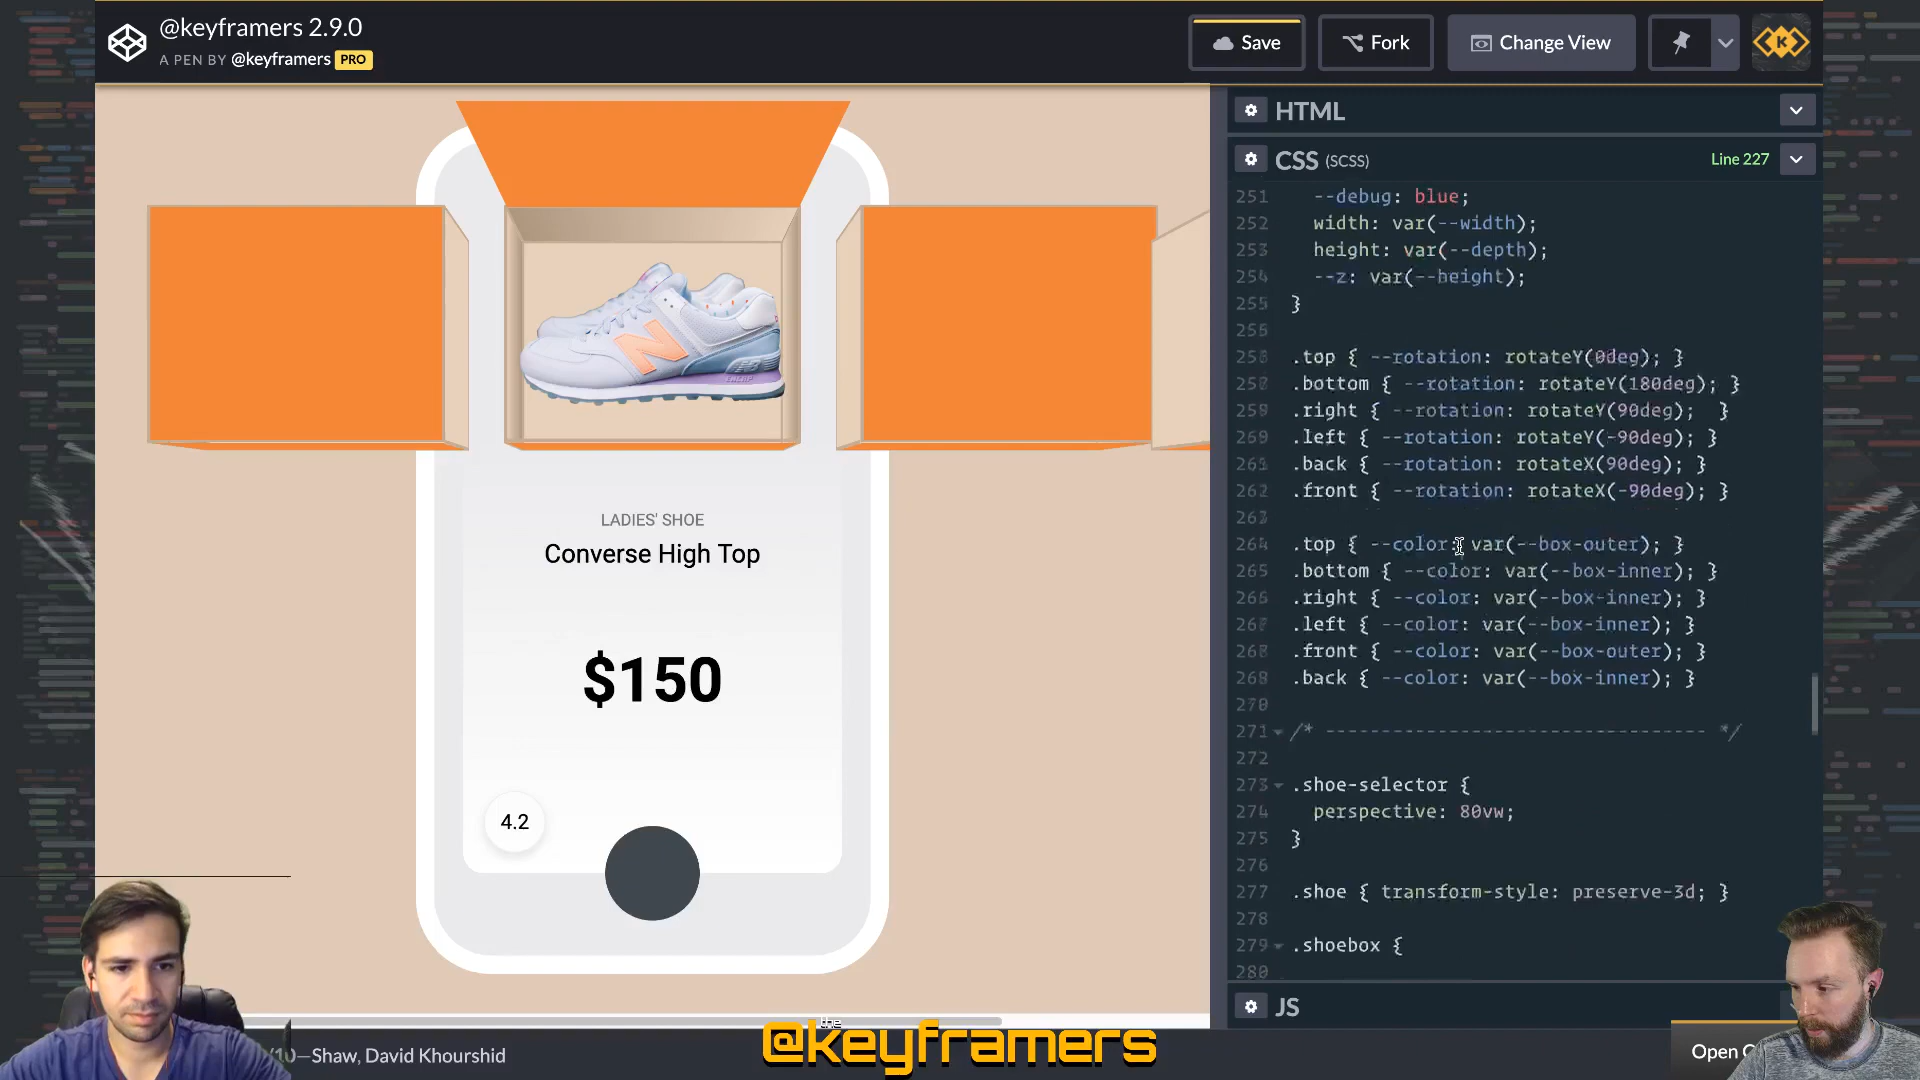 @keyframers 2.9.0
A PEN BY @keyframers PRO
Save
Fork
Change View
K
HTML
CSS (SCSS)
Line 227
251 --debug: blue;
252 width: var(--width);
253 height: var(--depth);
254 --z: var(--height);
255 }
.top { --rotation: rotateY(0deg); }
.bottom { --rotation: rotateY(180deg); }
.right { --rotation: rotateY(90deg); }
.left { --rotation: rotateY(-90deg); }
.back { --rotation: rotateX(90deg); }
262 .front { --rotation: rotateX(-90deg); }
264 .top { --color: var(--box-outer); }
265 .bottom { --color: var(--box-inner); }
266 .right { --color: var(--box-inner); }
.left { --color: var(--box-inner); }
.front { --color: var(--box-outer); }
.back { --color: var(--box-inner); }
270
271 /* ---------------------------------- */
272
273 .shoe-selector {
274 perspective: 80vw;
275 }
276
277 .shoe { transform-style: preserve-3d; }
278
279 .shoebox {
280
JS
N
LADIES' SHOE
Converse High Top
$150
4.2
the
@keyframers
/10—Shaw, David Khourshid
Open